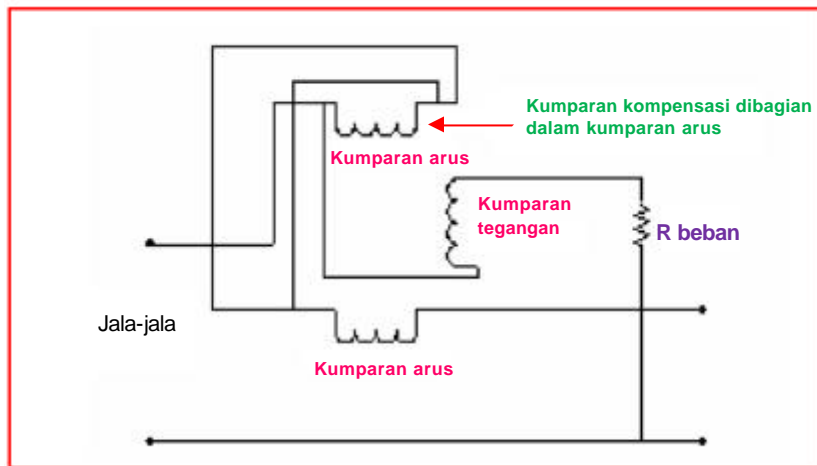 Kumparan kompensasi dibagian
dalam kumparan arus
Kumparan arus
Kumparan
tegangan
R beban
Jala-jala
Kumparan arus